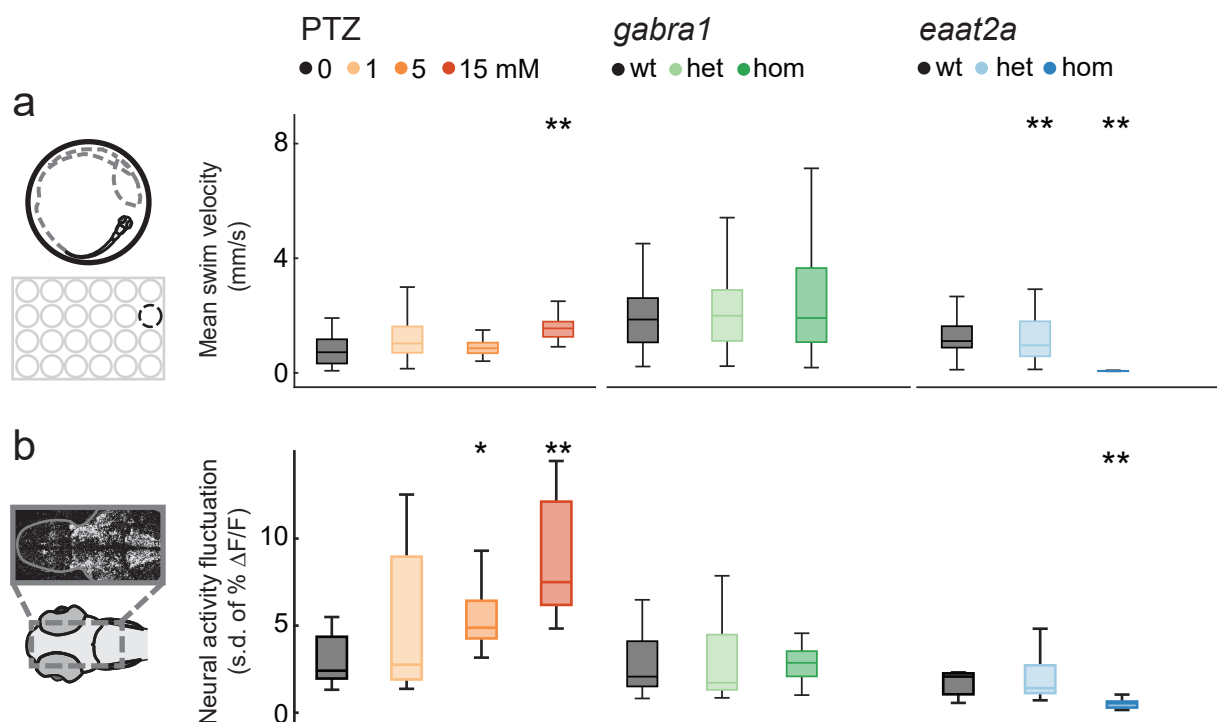 PTZ gabra1 eaat2a
0 1 5 15 mM wt het hom wt het hom
a
** ** **
8
4
0
Mean swim velocity
(mm/s)
b
* ** **
10
5
0
Neural activity fluctuation
(s.d. of % ΔF/F)